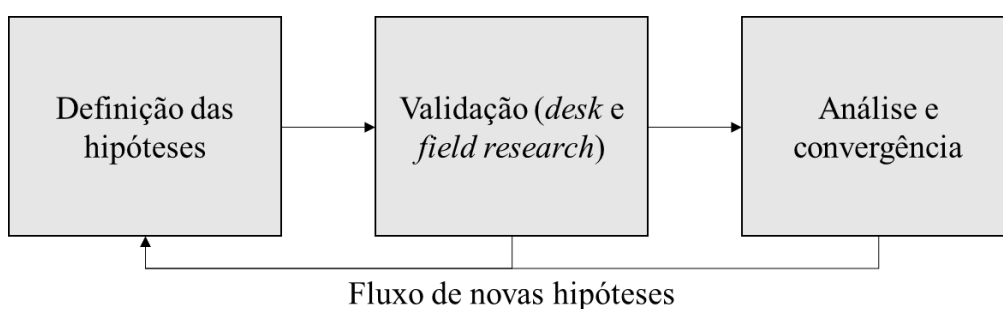 Definição das
hipóteses
Validação (desk e
field research)
Análise e
convergência
Fluxo de novas hipóteses